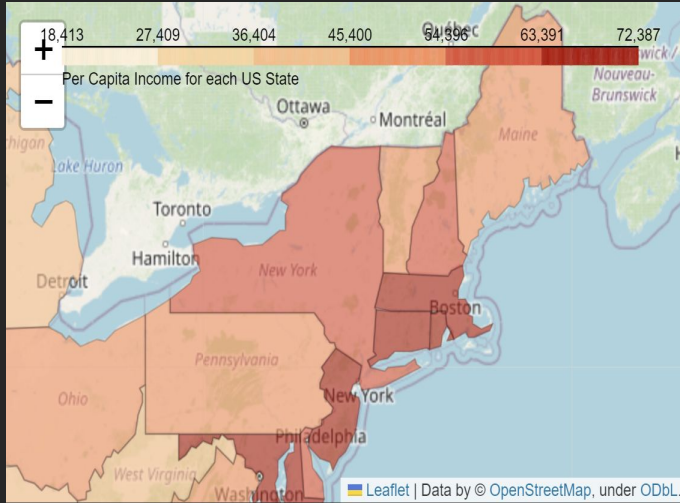 18,413 27,409 36,404 45,400 54,396 63,391 72,387
Per Capita Income for each US State
+
−
Québec
Nouveau-
Brunswick
Ottawa
Montréal
Maine
Lake Huron
Toronto
Hamilton
New York
Detroit
Boston
Pennsylvania
Ohio
New York
Philadelphia
West Virginia
Washington
Leaflet | Data by © OpenStreetMap, under ODbL.